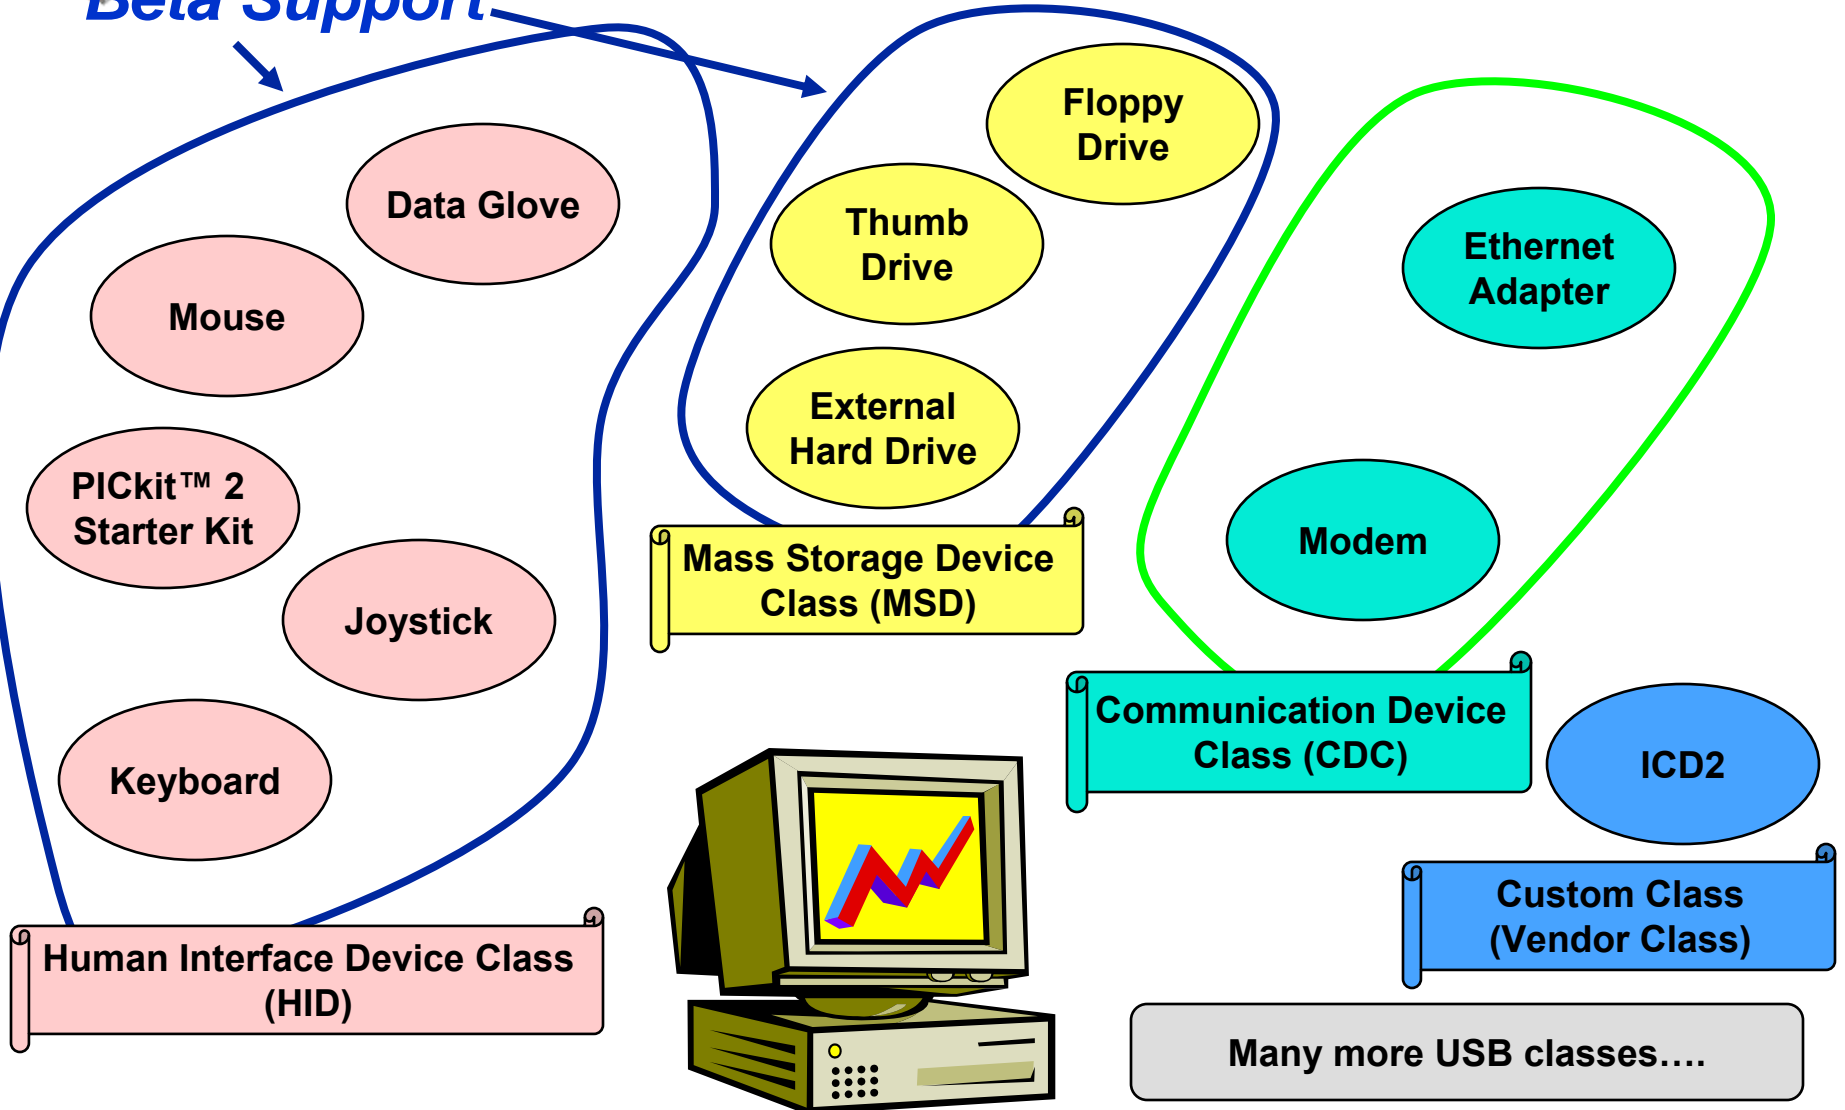 Beta Support
Floppy
Drive
Data Glove
Thumb
Drive
Ethernet
Adapter
Mouse
External
Hard Drive
PICkit™ 2
Starter Kit
Modem
Mass Storage Device
Class (MSD)
Joystick
Communication Device
Class (CDC)
ICD2
Keyboard
Custom Class
(Vendor Class)
Human Interface Device Class
(HID)
Many more USB classes....